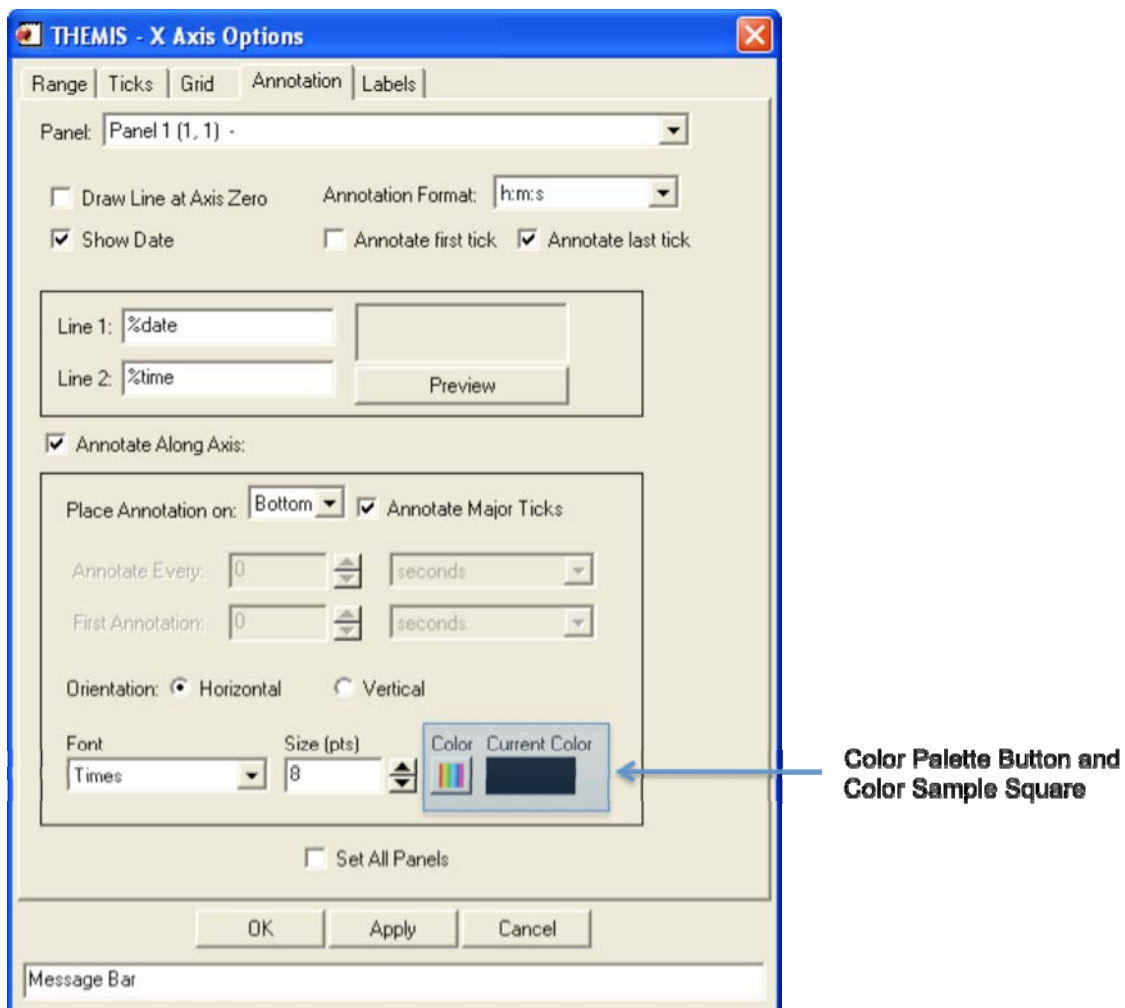 THEMIS - X Axis Options
Range Ticks Grid Annotation Labels
Panel: Panel 1 (1, 1) -
Draw Line at Axis Zero Annotation Format: h:m:s
Show Date Annotate first tick Annotate last tick
Line 1: %date
Line 2: %time Preview
Annotate Along Axis:
Place Annotation on: Bottom Annotate Major Ticks
Annotate Every: 0 seconds
First Annotation: 0 seconds
Orientation: Horizontal Vertical
Font Size (pts) Color Current Color
Times 8
Color Palette Button and
Color Sample Square
Set All Panels
OK Apply Cancel
Message Bar